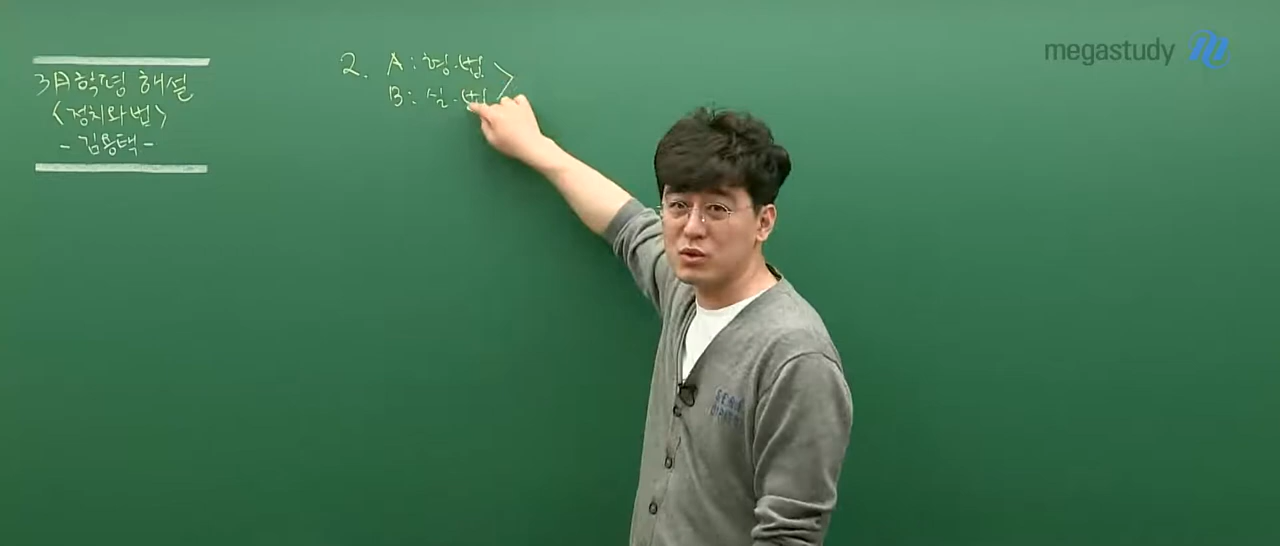 megastudy
3月학평 해설
<정치와 법>
- 김용택 -
2. A : 형.법
B : 실.법